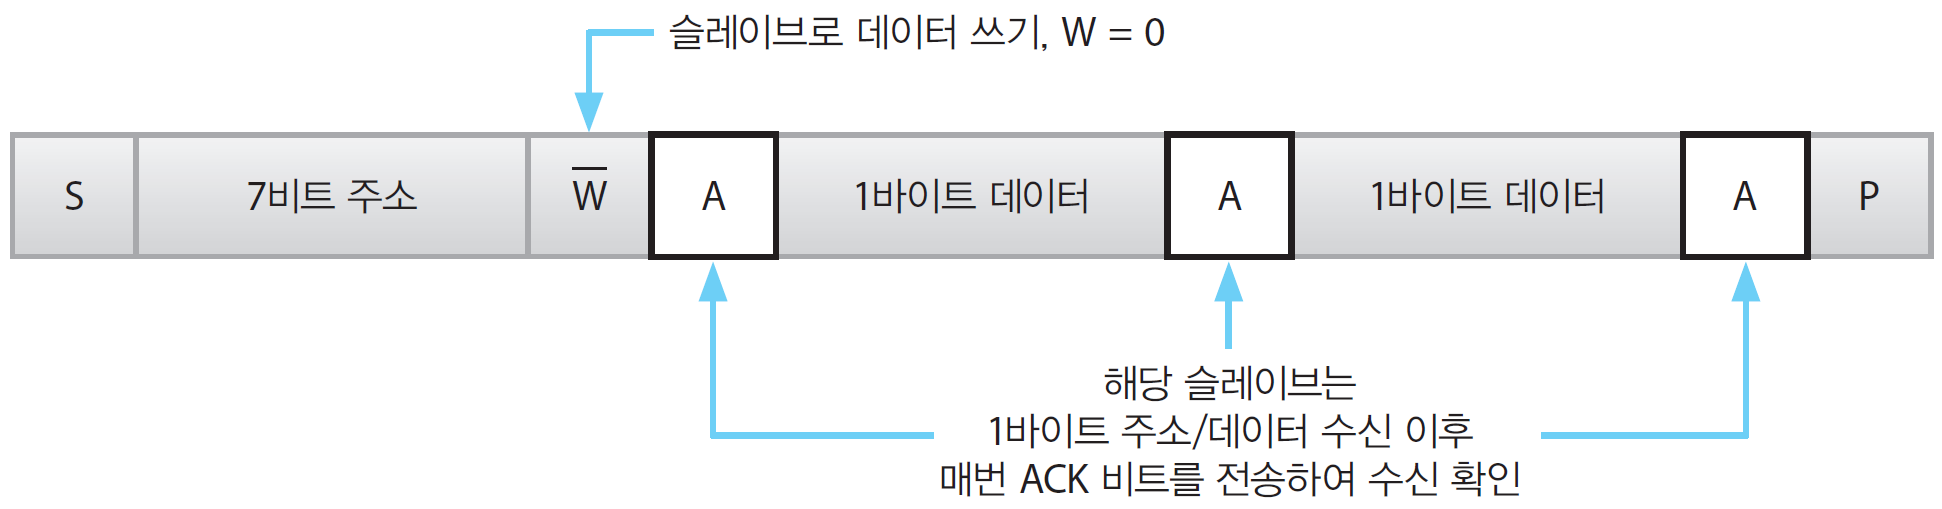 슬레이브로 데이터 쓰기, W = 0
S 7비트 주소 W̅ A 1바이트 데이터 A 1바이트 데이터 A P
해당 슬레이브는
1바이트 주소/데이터 수신 이후
매번 ACK 비트를 전송하여 수신 확인